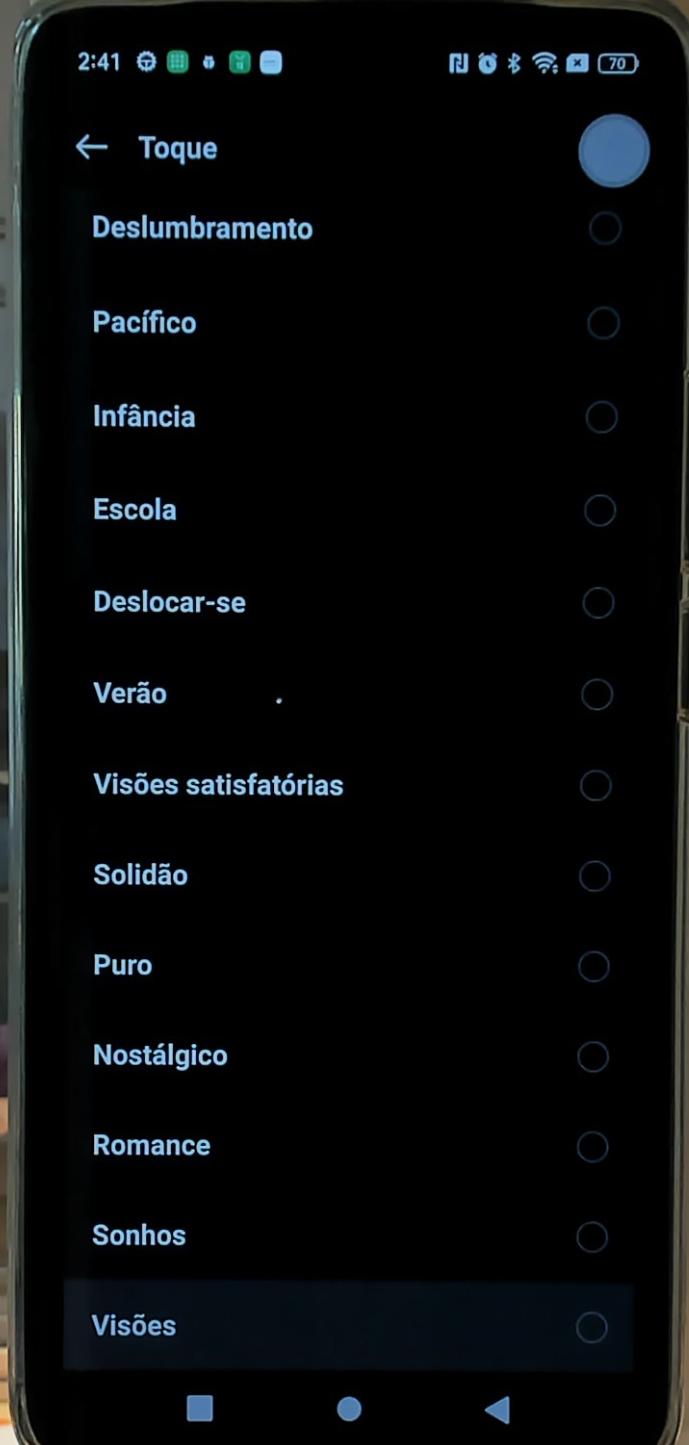 2:41
70
Toque
Deslumbramento
Pacífico
Infância
Escola
Deslocar-se
Verão
Visões satisfatórias
Solidão
Puro
Nostálgico
Romance
Sonhos
Visões